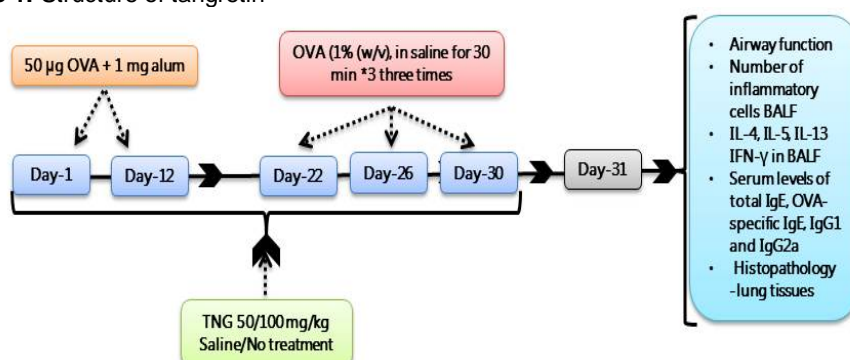 Structure of tangretin
50 µg OVA + 1 mg alum
OVA (1% (w/v), in saline for 30
min *3 three times
Day-1
Day-12
Day-22
Day-26
Day-30
Day-31
TNG 50/100 mg/kg
Saline/No treatment
• Airway function
• Number of
inflammatory
cells BALF
• IL-4, IL-5, IL-13
IFN-γ in BALF
• Serum levels of
total IgE, OVA-
specific IgE, IgG1
and IgG2a
• Histopathology
-lung tissues